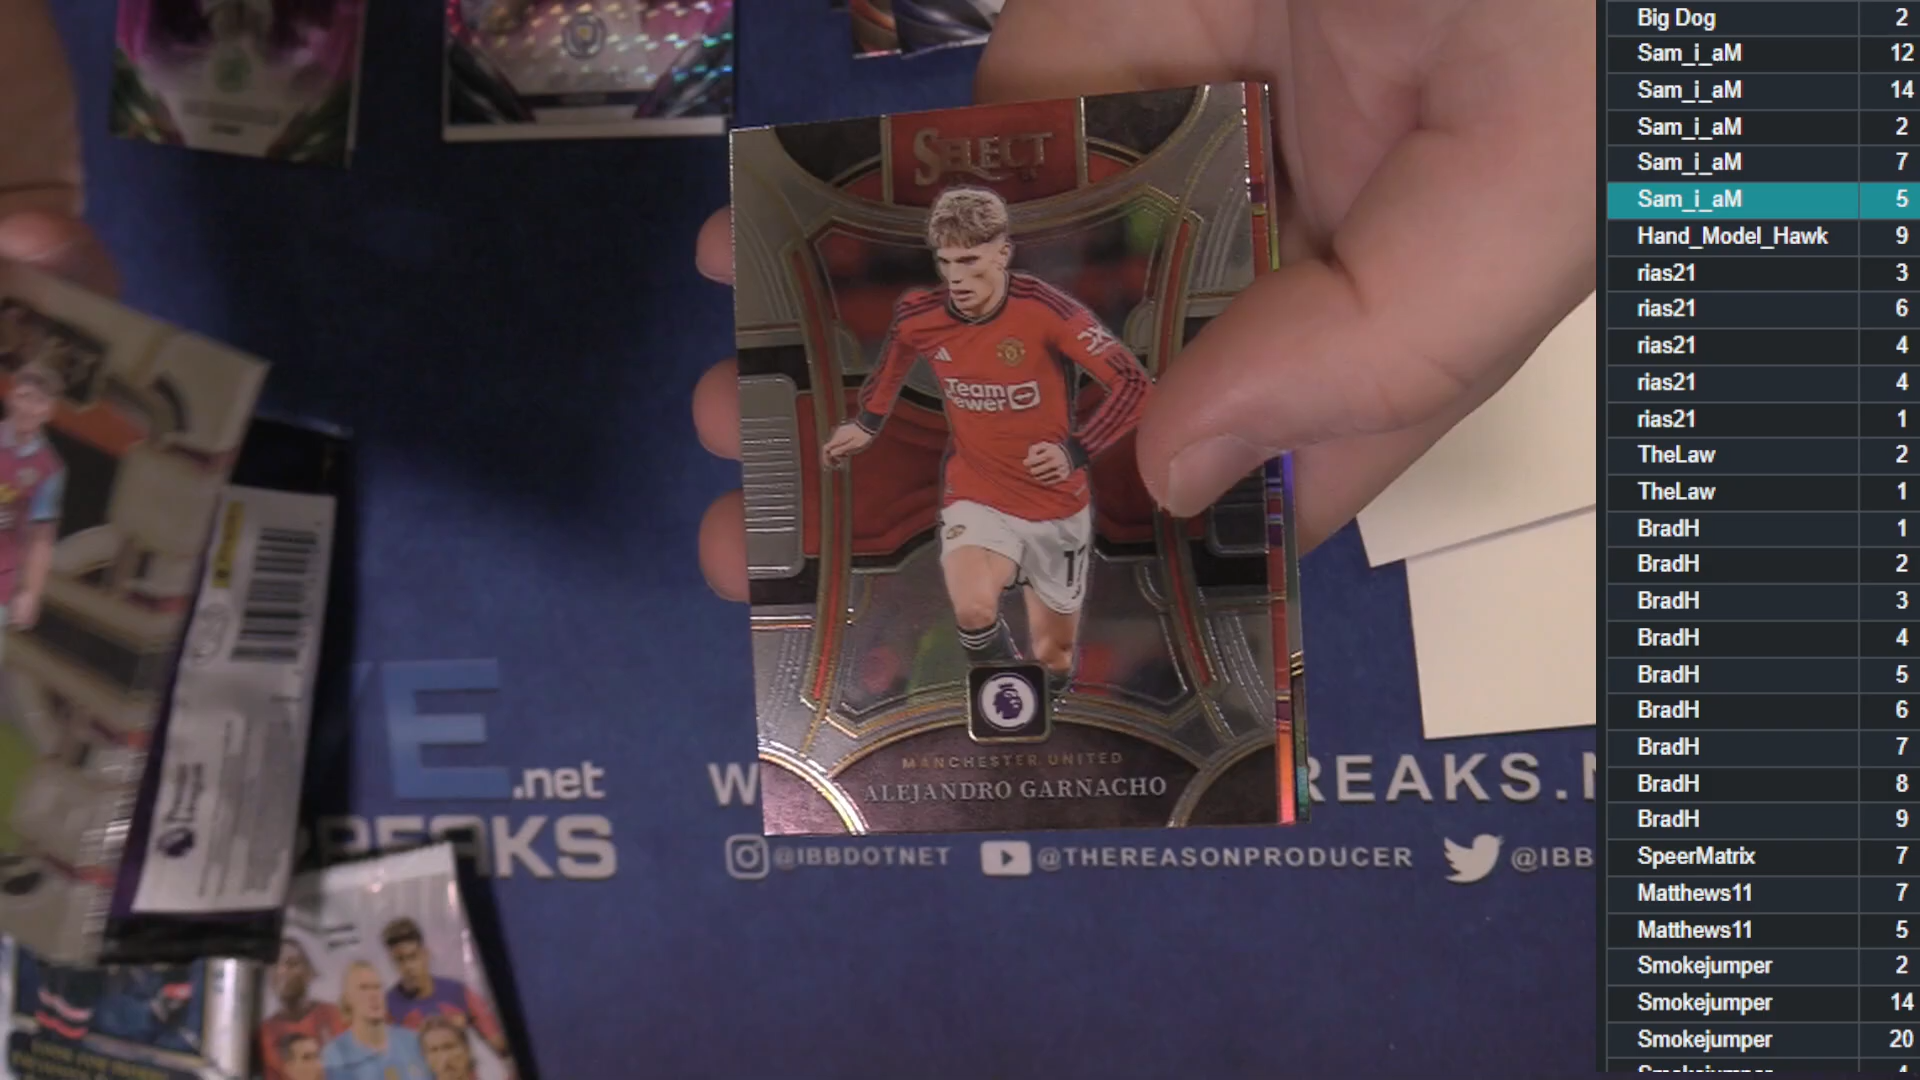 SELECT
Team
iewer
17
MANCHESTER UNITED
ALEJANDRO GARNACHO
E.net
W
REAKS.N
BREAKS
@IBBDOTNET
@THEREASONPRODUCER
@IBB
Big Dog 2
Sam_i_aM 12
Sam_i_aM 14
Sam_i_aM 2
Sam_i_aM 7
Sam_i_aM 5
Hand_Model_Hawk 9
rias21 3
rias21 6
rias21 4
rias21 4
rias21 1
TheLaw 2
TheLaw 1
BradH 1
BradH 2
BradH 3
BradH 4
BradH 5
BradH 6
BradH 7
BradH 8
BradH 9
SpeerMatrix 7
Matthews11 7
Matthews11 5
Smokejumper 2
Smokejumper 14
Smokejumper 20